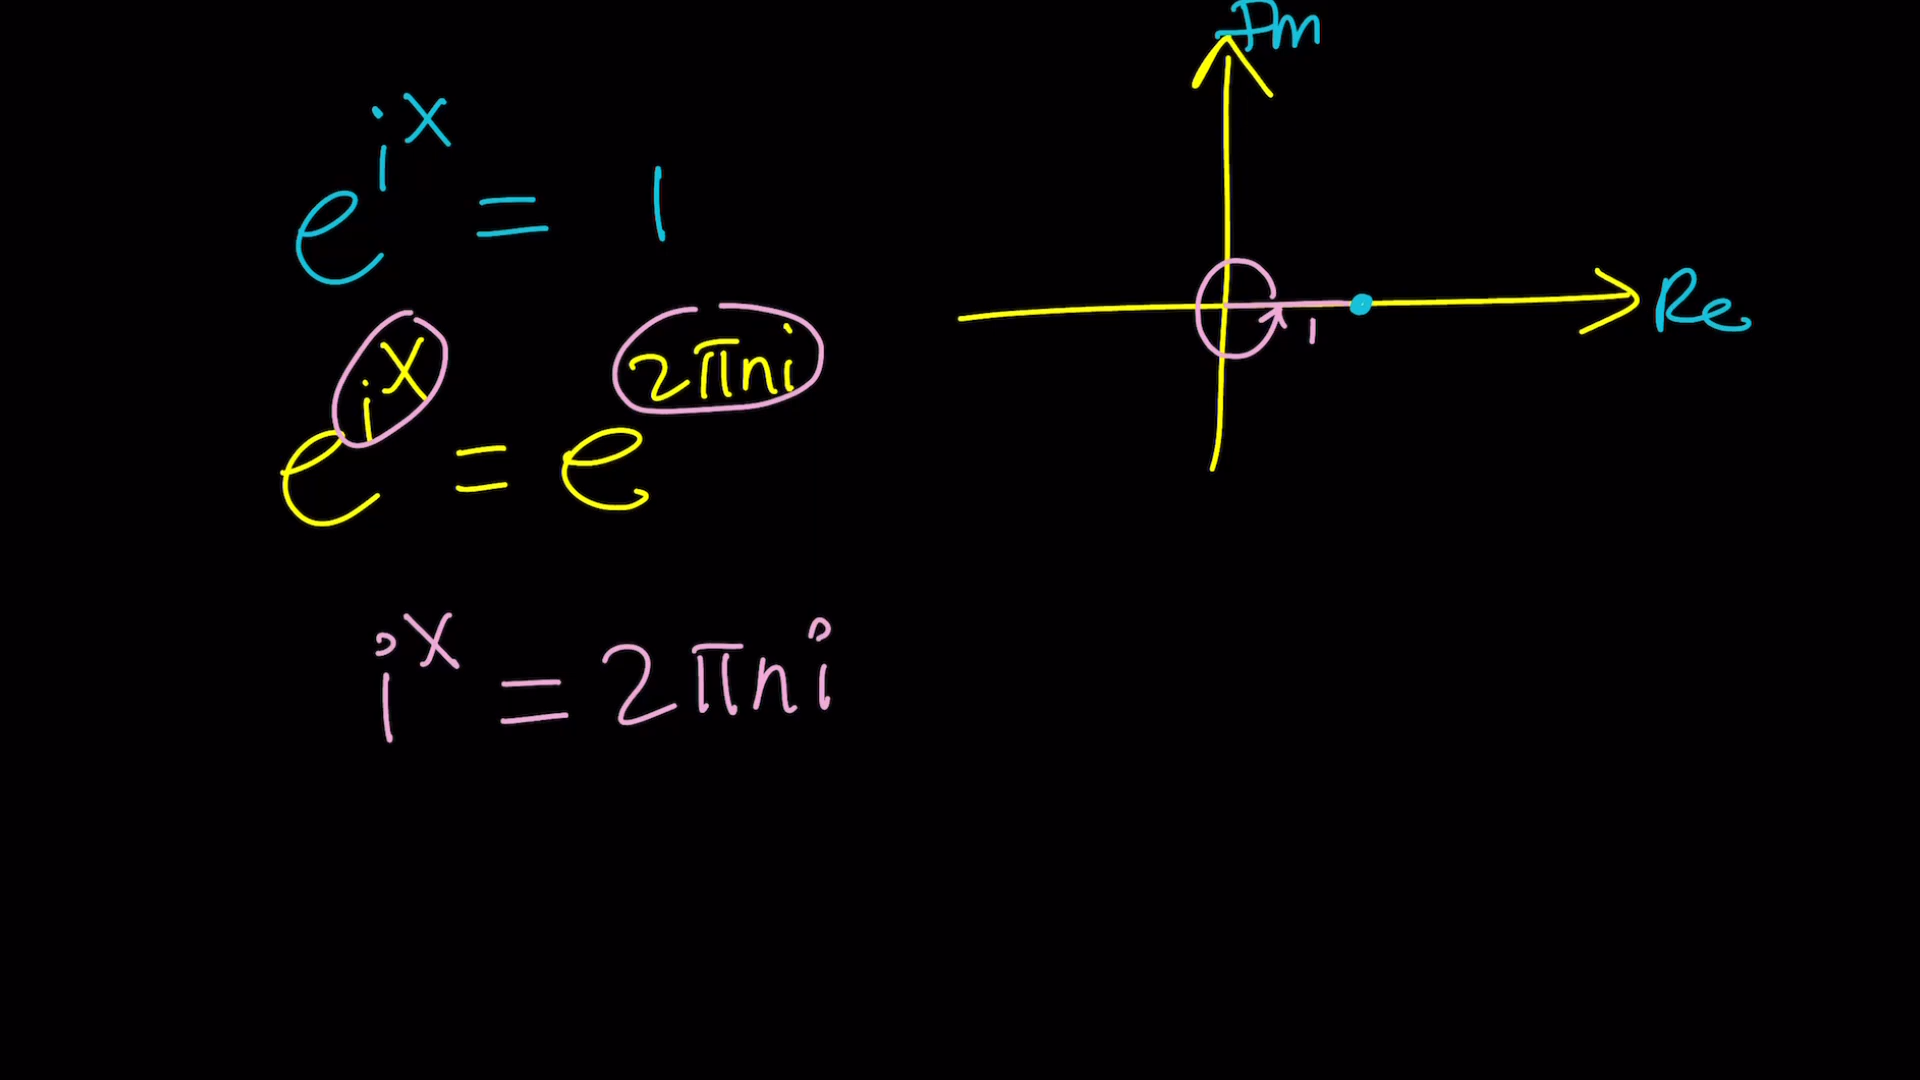 Im
e^{i^x} = 1
Re
1
e^{i^x} = e^{2πni}
i^x = 2πni